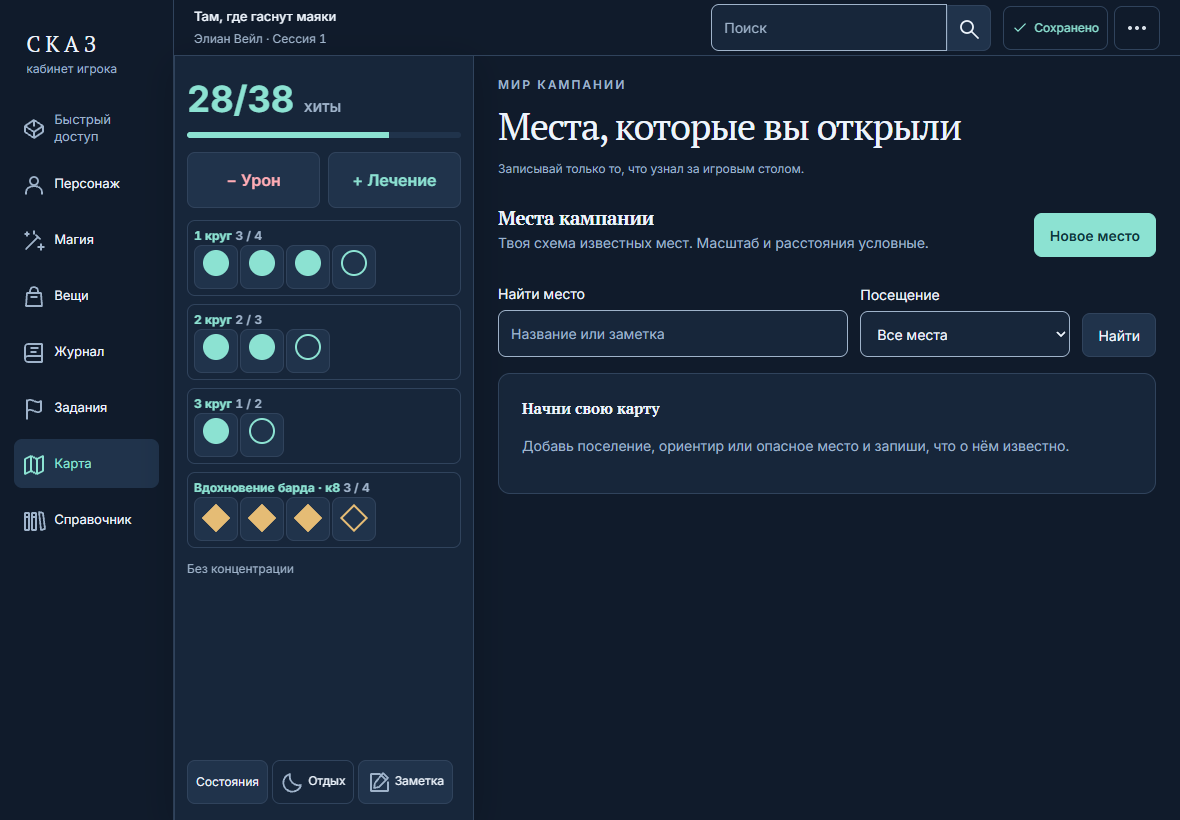 СКАЗ
кабинет игрока
Быстрый
доступ
Персонаж
Магия
Вещи
Журнал
Задания
Карта
Справочник
Там, где гаснут маяки
Элиан Вейл · Сессия 1
Поиск
Сохранено
28/38 хиты
− Урон
+ Лечение
1 круг 3 / 4
2 круг 2 / 3
3 круг 1 / 2
Вдохновение барда · к8 3 / 4
Без концентрации
Состояния
Отдых
Заметка
МИР КАМПАНИИ
Места, которые вы открыли
Записывай только то, что узнал за игровым столом.
Места кампании
Твоя схема известных мест. Масштаб и расстояния условные.
Новое место
Найти место
Посещение
Название или заметка
Все места
Найти
Начни свою карту
Добавь поселение, ориентир или опасное место и запиши, что о нём известно.